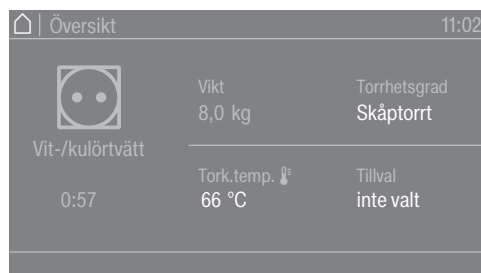 Översikt 11:02
Vikt
8,0 kg
Torrhetsgrad
Skåptorrt
Vit-/kulörtvätt
0:57
Tork.temp.
66 °C
Tillval
inte valt